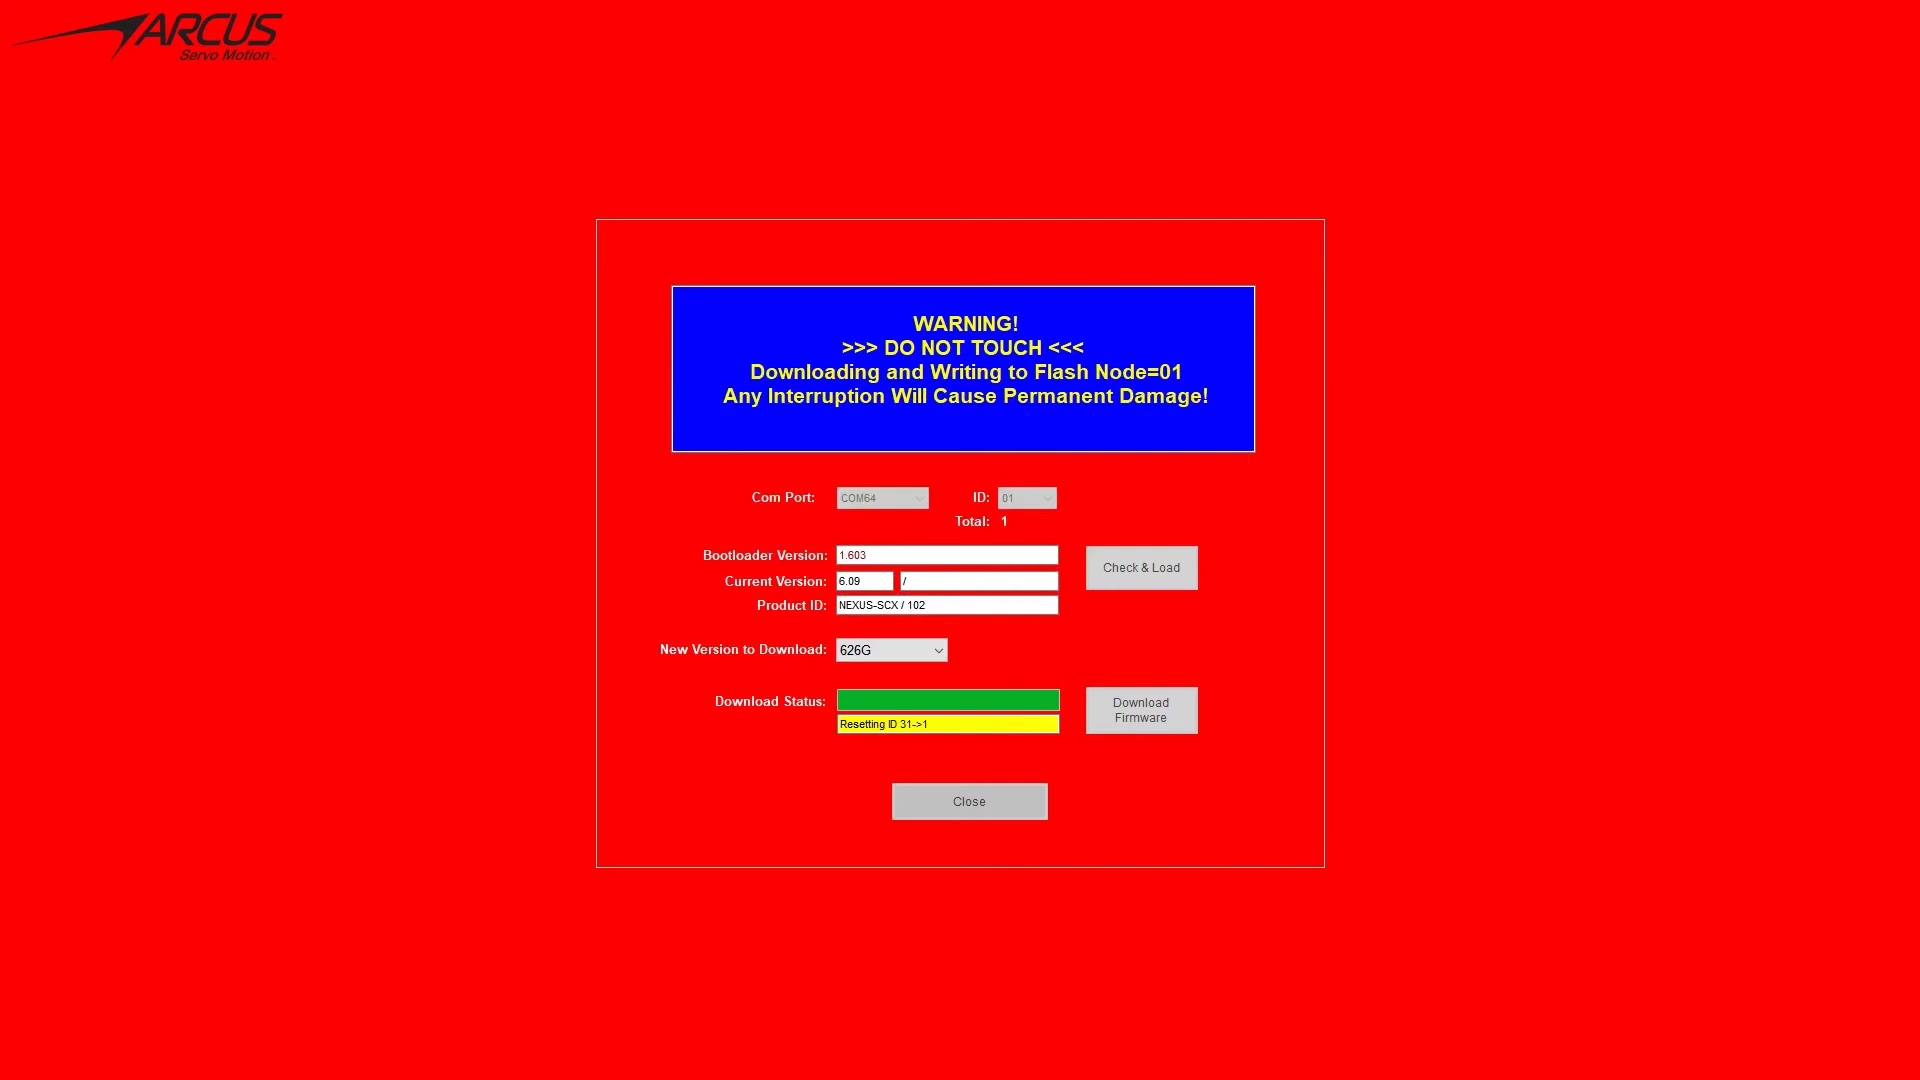 ARCUS
Servo Motion
WARNING!
>>> DO NOT TOUCH <<<
Downloading and Writing to Flash Node=01
Any Interruption Will Cause Permanent Damage!
Com Port: COM64 ID: 01
Total: 1
Bootloader Version: 1.603
Check & Load
Current Version: 6.09 /
Product ID: NEXUS-SCX / 102
New Version to Download: 626G
Download Status:
Download
Firmware
Resetting ID 31->1
Close